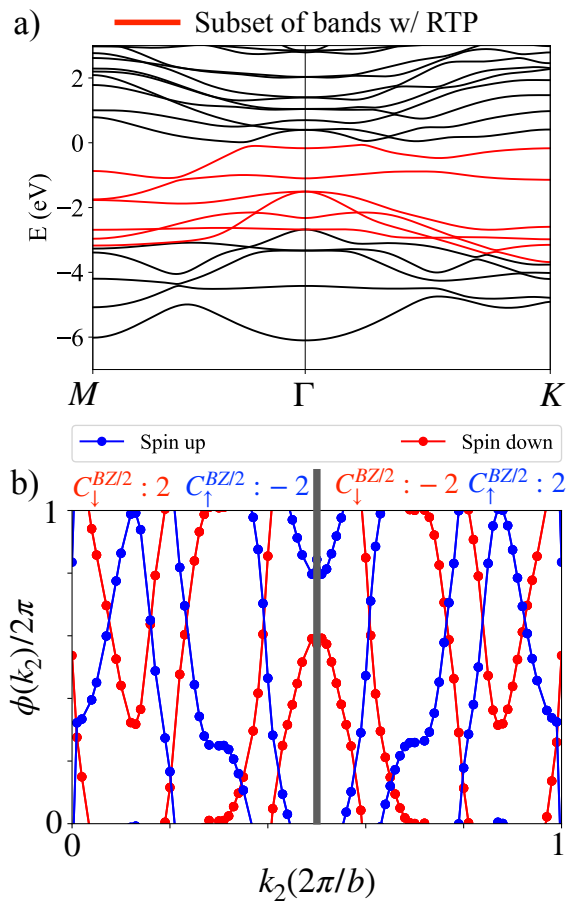 a)
Subset of bands w/ RTP
E (eV)
2
0
−2
−4
−6
M
Γ
K
Spin up
Spin down
b)
C↓^{BZ/2} : 2
C↑^{BZ/2} : − 2
C↓^{BZ/2} : − 2
C↑^{BZ/2} : 2
ϕ(k₂)/2π
1
0
0
1
k₂(2π/b)